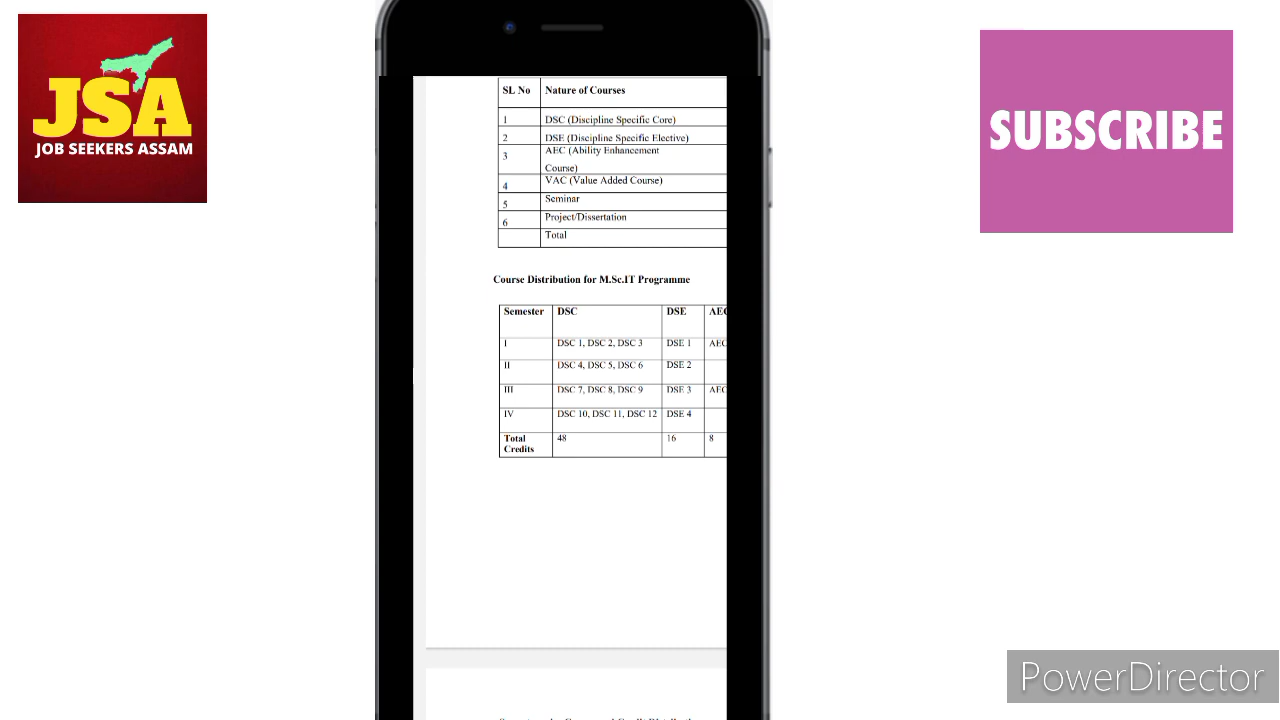 JSA
JOB SEEKERS ASSAM
SUBSCRIBE
SL No Nature of Courses
1 DSC (Discipline Specific Core)
2 DSE (Discipline Specific Elective)
3 AEC (Ability Enhancement
Course)
4 VAC (Value Added Course)
5 Seminar
6 Project/Dissertation
Total
Course Distribution for M.Sc.IT Programme
Semester DSC DSE AEC
I DSC 1, DSC 2, DSC 3 DSE 1 AEC
II DSC 4, DSC 5, DSC 6 DSE 2
III DSC 7, DSC 8, DSC 9 DSE 3 AEC
IV DSC 10, DSC 11, DSC 12 DSE 4
Total 48 16 8
Credits
PowerDirector